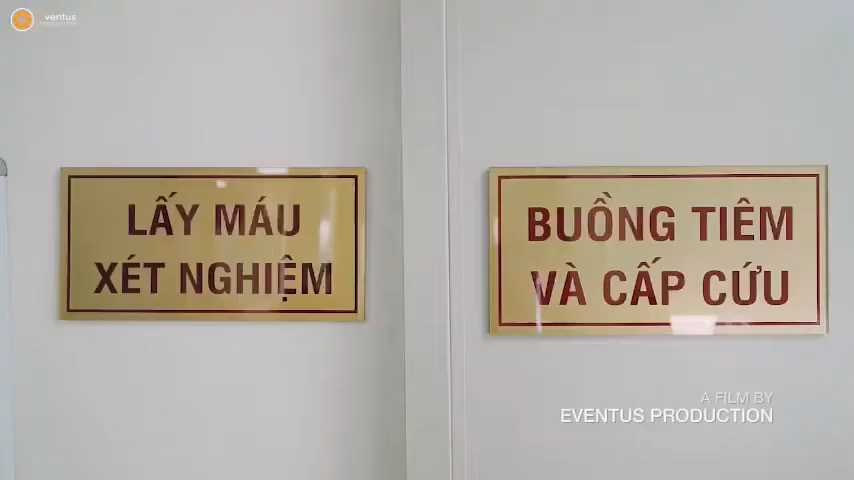 eventus
LẤY MÁU
XÉT NGHIỆM
BUỒNG TIÊM
VÀ CẤP CỨU
A FILM BY
EVENTUS PRODUCTION